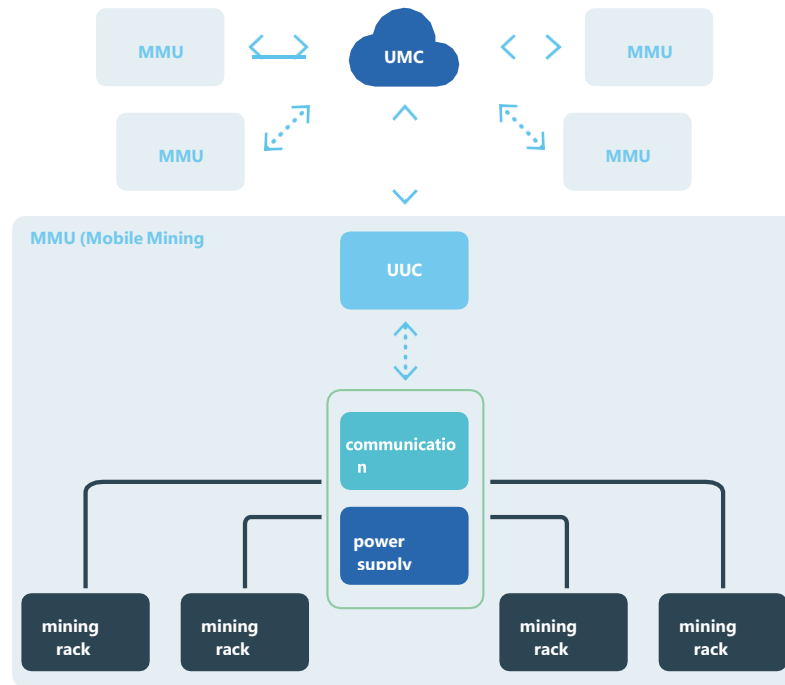 MMU
UMC
MMU
MMU
MMU
MMU (Mobile Mining
UUC
communicatio
n
power
supply
mining
rack
mining
rack
mining
rack
mining
rack